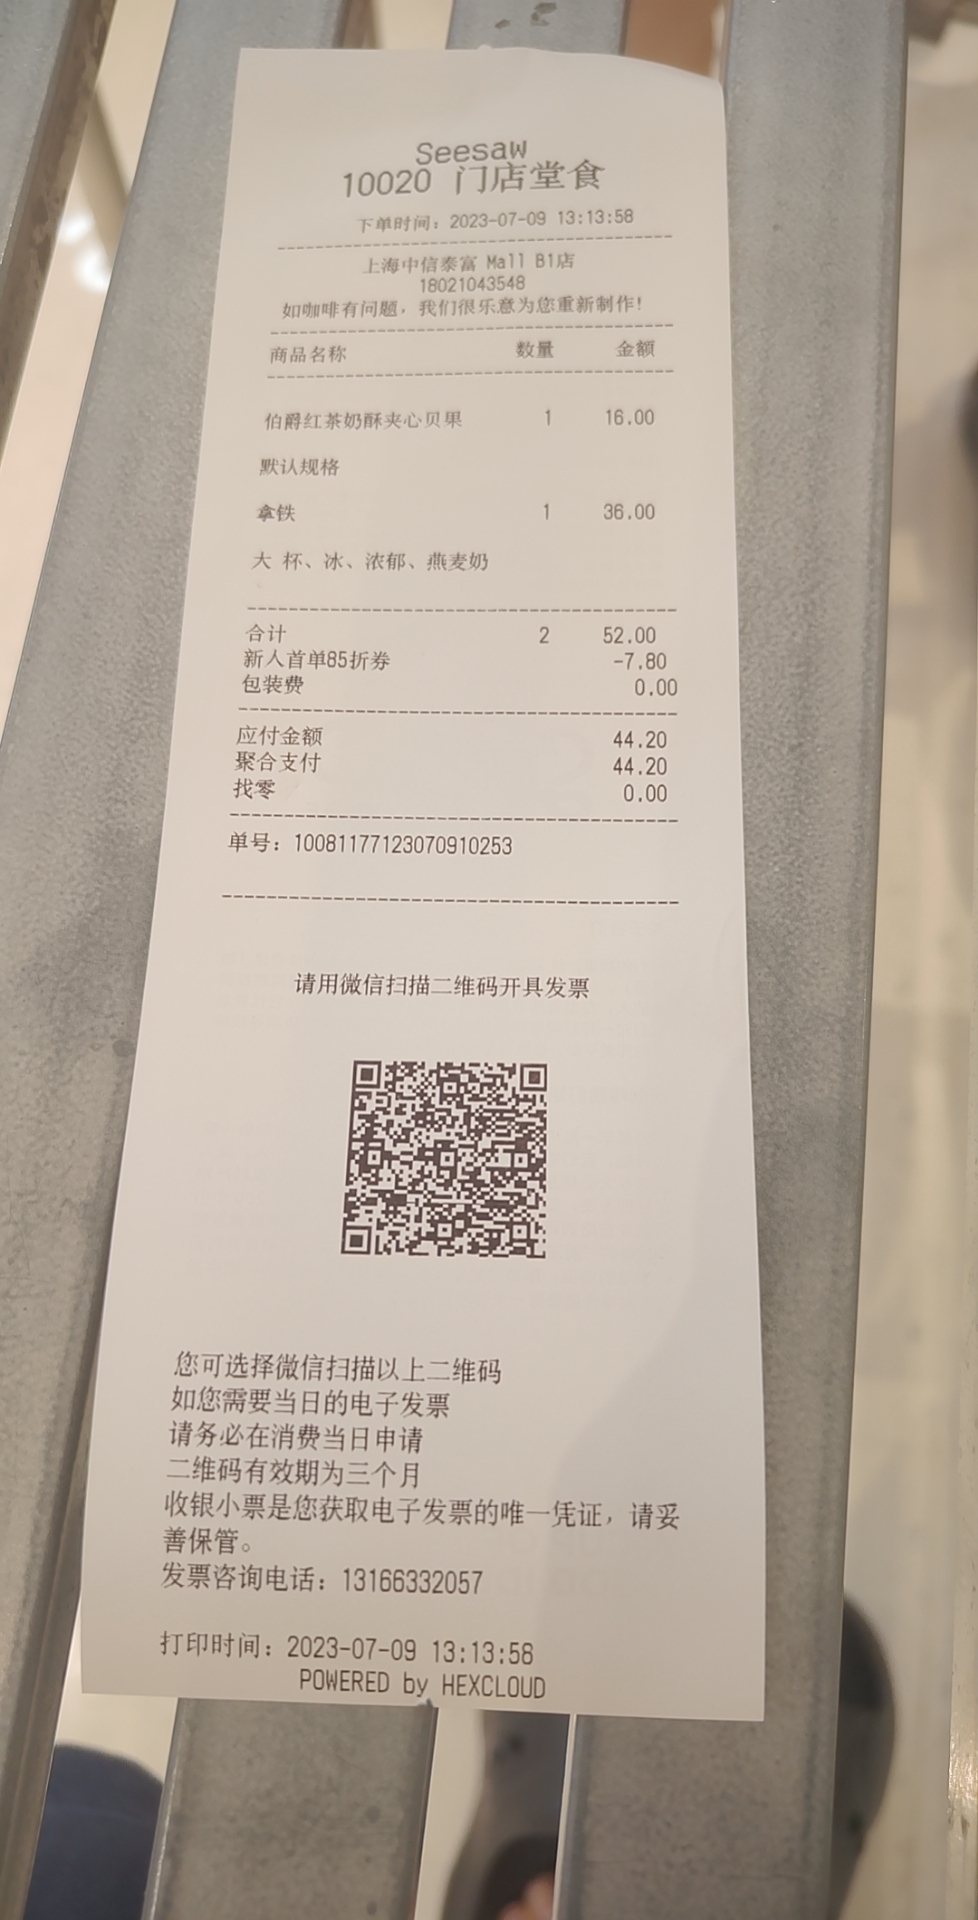 Seesaw
10020 门店堂食
下单时间：2023-07-09 13:13:58
上海中信泰富 Mall B1店
18021043548
如咖啡有问题，我们很乐意为您重新制作！
商品名称 数量 金额
伯爵红茶奶酥夹心贝果 1 16.00
默认规格
拿铁 1 36.00
大 杯、冰、浓郁、燕麦奶
合计 2 52.00
新人首单85折券 -7.80
包装费 0.00
应付金额 44.20
聚合支付 44.20
找零 0.00
单号：10081177123070910253
请用微信扫描二维码开具发票
您可选择微信扫描以上二维码
如您需要当日的电子发票
请务必在消费当日申请
二维码有效期为三个月
收银小票是您获取电子发票的唯一凭证，请妥
善保管。
发票咨询电话：13166332057
打印时间：2023-07-09 13:13:58
POWERED by HEXCLOUD